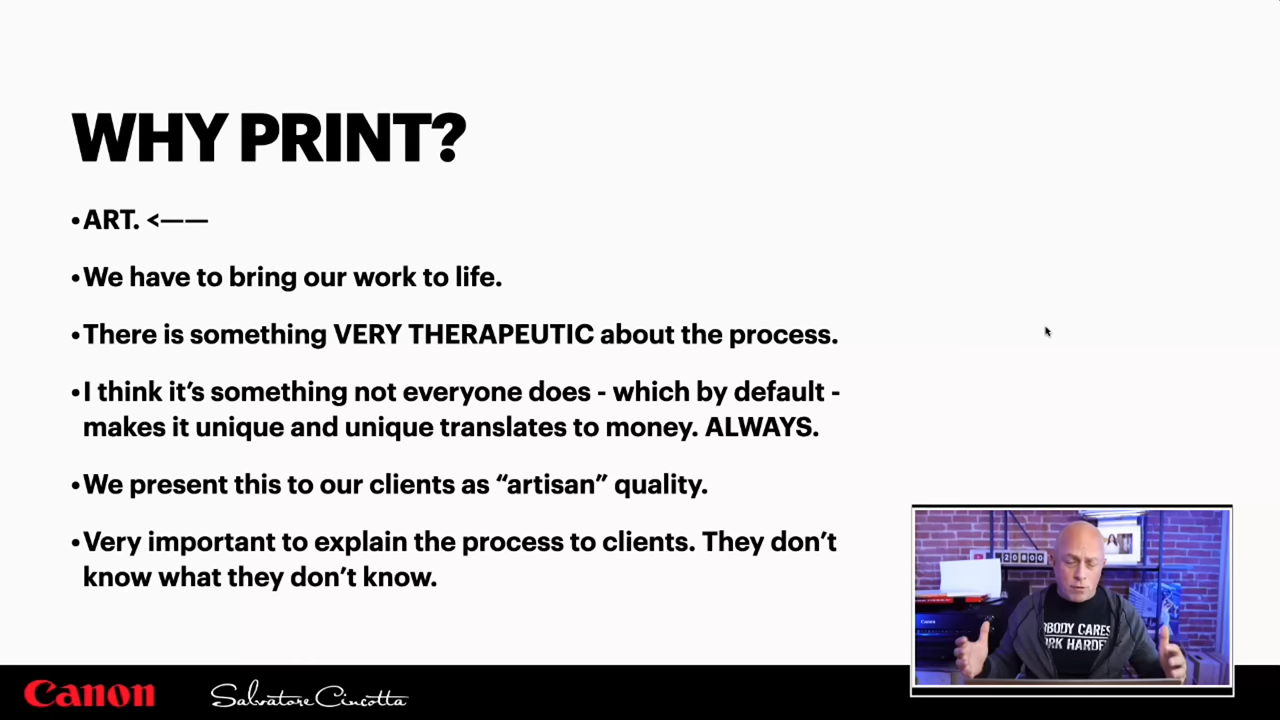 WHY PRINT?
•ART. <——
•We have to bring our work to life.
•There is something VERY THERAPEUTIC about the process.
•I think it’s something not everyone does - which by default -
makes it unique and unique translates to money. ALWAYS.
•We present this to our clients as “artisan” quality.
•Very important to explain the process to clients. They don’t
know what they don’t know.
20800
Canon
CARES
Canon
Salvatore Cincotta